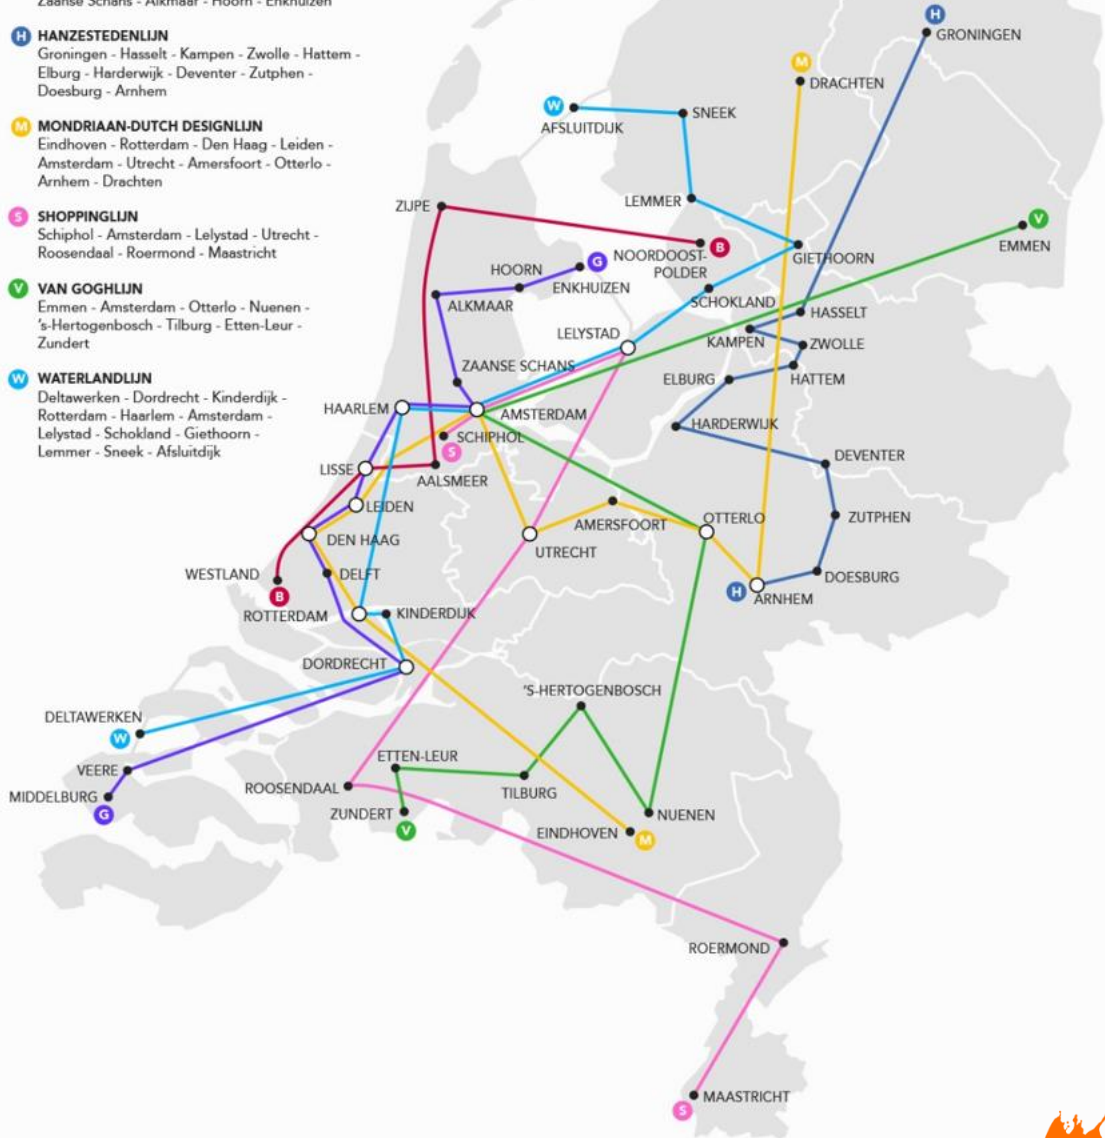 Zaanse Schans - Alkmaar - Hoorn - Enkhuizen
H HANZESTEDENLIJN
Groningen - Hasselt - Kampen - Zwolle - Hattem -
Elburg - Harderwijk - Deventer - Zutphen -
Doesburg - Arnhem
M MONDRIAAN-DUTCH DESIGNLIJN
Eindhoven - Rotterdam - Den Haag - Leiden -
Amsterdam - Utrecht - Amersfoort - Otterlo -
Arnhem - Drachten
S SHOPPINGLIJN
Schiphol - Amsterdam - Lelystad - Utrecht -
Roosendaal - Roermond - Maastricht
V VAN GOGHLIJN
Emmen - Amsterdam - Otterlo - Nuenen -
's-Hertogenbosch - Tilburg - Etten-Leur -
Zundert
W WATERLANDLIJN
Deltawerken - Dordrecht - Kinderdijk -
Rotterdam - Haarlem - Amsterdam -
Lelystad - Schokland - Giethoorn -
Lemmer - Sneek - Afsluitdijk
H
GRONINGEN
M
DRACHTEN
W
AFSLUITDIJK
SNEEK
LEMMER
ZIJPE
V
EMMEN
B
NOORDOOST-
POLDER
GIETHOORN
G
HOORN
ENKHUIZEN
ALKMAAR
SCHOKLAND
HASSELT
LELYSTAD
KAMPEN
ZWOLLE
ZAANSE SCHANS
ELBURG
HATTEM
HAARLEM
AMSTERDAM
HARDERWIJK
SCHIPHOL
S
DEVENTER
LISSE
AALSMEER
LEIDEN
AMERSFOORT
OTTERLO
ZUTPHEN
DEN HAAG
UTRECHT
WESTLAND
B
DELFT
DOESBURG
H
ARNHEM
ROTTERDAM
KINDERDIJK
DORDRECHT
'S-HERTOGENBOSCH
DELTAWERKEN
W
VEERE
ETTEN-LEUR
ROOSENDAAL
TILBURG
MIDDELBURG
G
ZUNDERT
V
NUENEN
EINDHOVEN
M
ROERMOND
MAASTRICHT
S